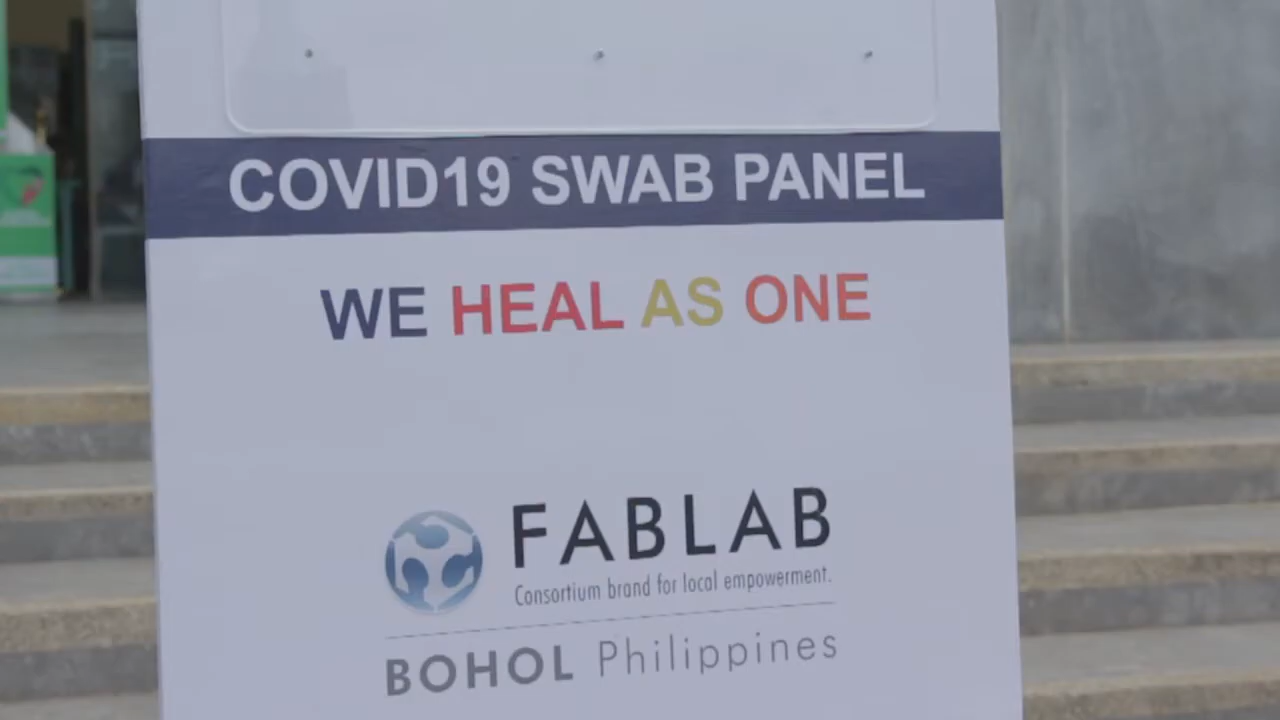 COVID19 SWAB PANEL
WE HEAL AS ONE
FABLAB
Consortium brand for local empowerment.
BOHOL Philippines